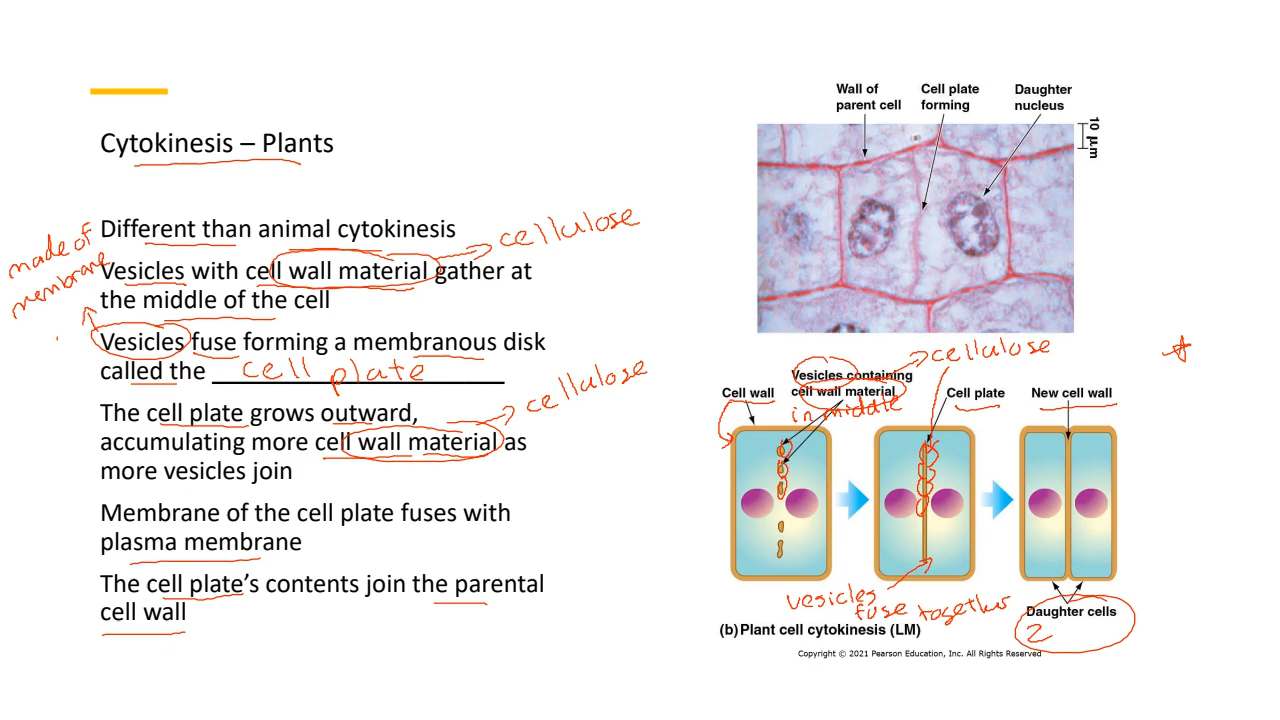 Cytokinesis – Plants
Different than animal cytokinesis
made of
membrane
cellulose
Vesicles with cell wall material gather at
the middle of the cell
Vesicles fuse forming a membranous disk
called the cell plate
cellulose
The cell plate grows outward,
accumulating more cell wall material as
more vesicles join
Membrane of the cell plate fuses with
plasma membrane
The cell plate’s contents join the parental
cell wall
Wall of
parent cell
Cell plate
forming
Daughter
nucleus
10 μm
cellulose
Vesicles containing
cell wall material
in middle
Cell wall
Cell plate
New cell wall
vesicles
fuse together
Daughter cells
2
(b) Plant cell cytokinesis (LM)
Copyright © 2021 Pearson Education, Inc. All Rights Reserved